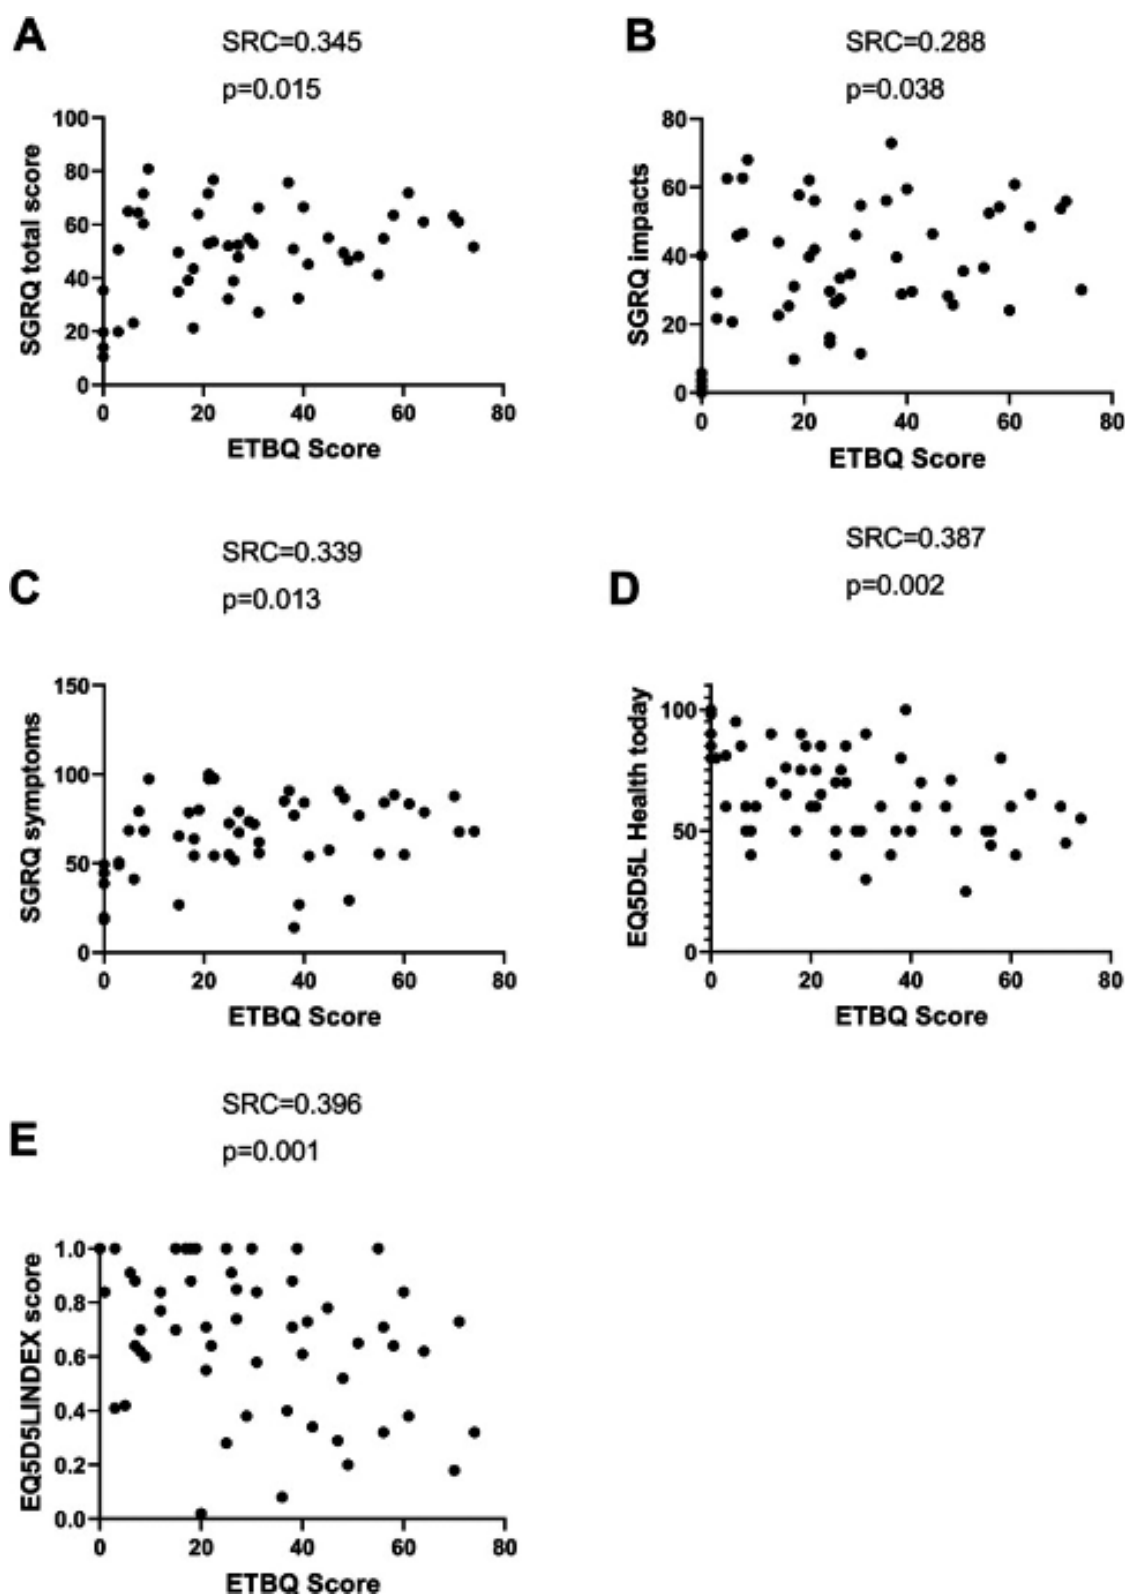 A
SRC=0.345
p=0.015
SGRQ total score
100
80
60
40
20
0
0 20 40 60 80
ETBQ Score
B
SRC=0.288
p=0.038
SGRQ impacts
80
60
40
20
0
0 20 40 60 80
ETBQ Score
C
SRC=0.339
p=0.013
SGRQ symptoms
150
100
50
0
0 20 40 60 80
ETBQ Score
D
SRC=0.387
p=0.002
EQ5D5L Health today
100
50
0
0 20 40 60 80
ETBQ Score
E
SRC=0.396
p=0.001
EQ5D5LINDEX score
1.0
0.8
0.6
0.4
0.2
0.0
0 20 40 60 80
ETBQ Score